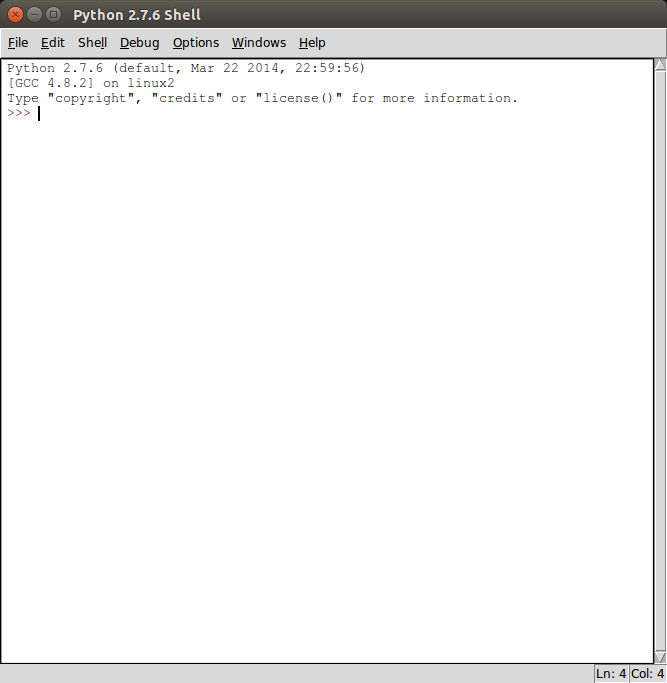 Python 2.7.6 Shell
File Edit Shell Debug Options Windows Help
Python 2.7.6 (default, Mar 22 2014, 22:59:56)
[GCC 4.8.2] on linux2
Type "copyright", "credits" or "license()" for more information.
>>>
Ln: 4 Col: 4